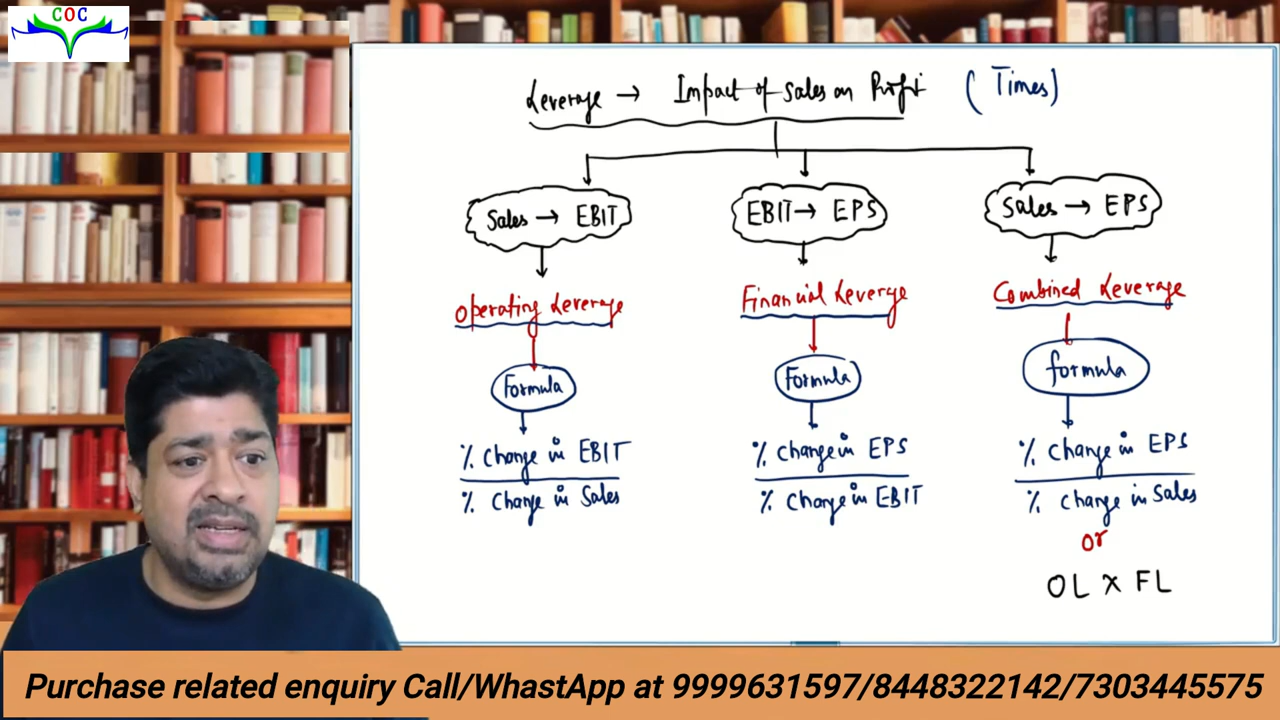 COC
Leverage → Impact of Sales on Profit (Times)
Sales → EBIT
EBIT → EPS
Sales → EPS
Operating Leverage
Financial Leverge
Combined Leverage
Formula
Formula
formula
% Change in EBIT
% Change in Sales
% Change in EPS
% Change in EBIT
% Change in EPS
% Change in Sales
or
OL X FL
Purchase related enquiry Call/WhastApp at 9999631597/8448322142/7303445575